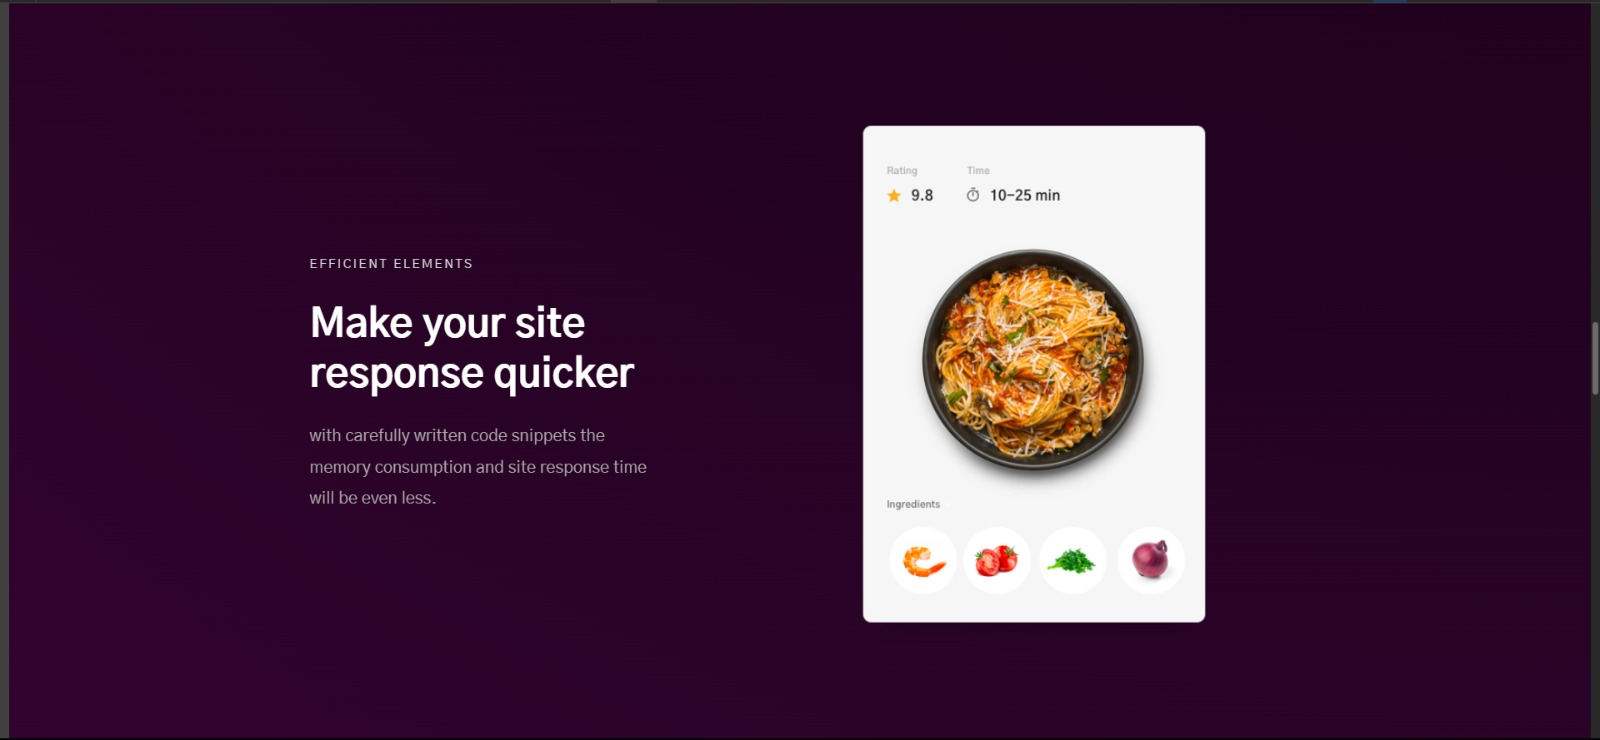 EFFICIENT ELEMENTS
Make your site
response quicker
with carefully written code snippets the
memory consumption and site response time
will be even less.
Rating
Time
9.8
10-25 min
Ingredients